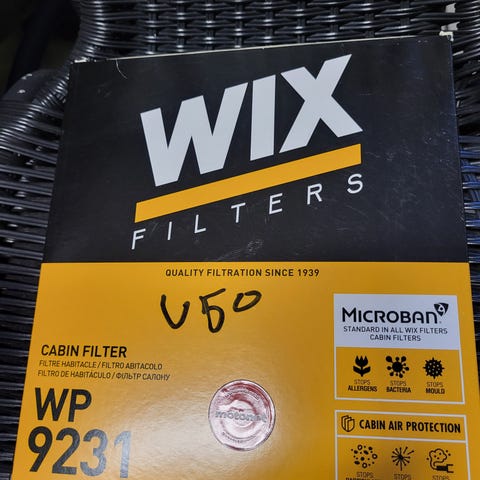 WIX
FILTERS
QUALITY FILTRATION SINCE 1939
V50
MICROBAN
STANDARD IN ALL WIX FILTERS
CABIN FILTERS
CABIN FILTER
FILTRE HABITACLE / FILTRO ABITACOLO
FILTRO DE HABITÁCULO / ФІЛЬТР САЛОНУ
STOPS
ALLERGENS
STOPS
BACTERIA
STOPS
MOULD
WP
9231
CABIN AIR PROTECTION
STOPS
STOPS
STOPS